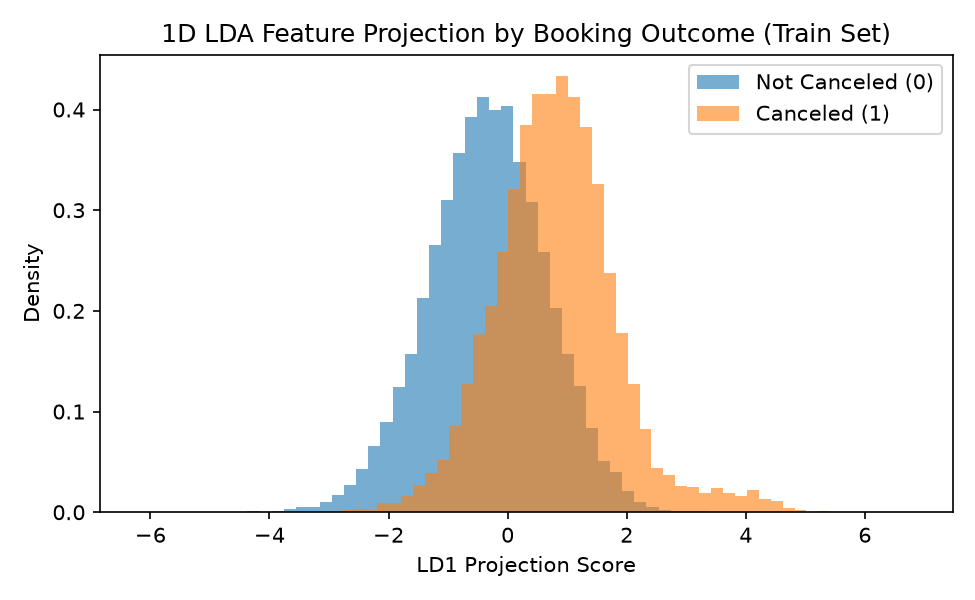 1D LDA Feature Projection by Booking Outcome (Train Set)
Not Canceled (0)
Canceled (1)
Density
0.4
0.3
0.2
0.1
0.0
−6 −4 −2 0 2 4 6
LD1 Projection Score